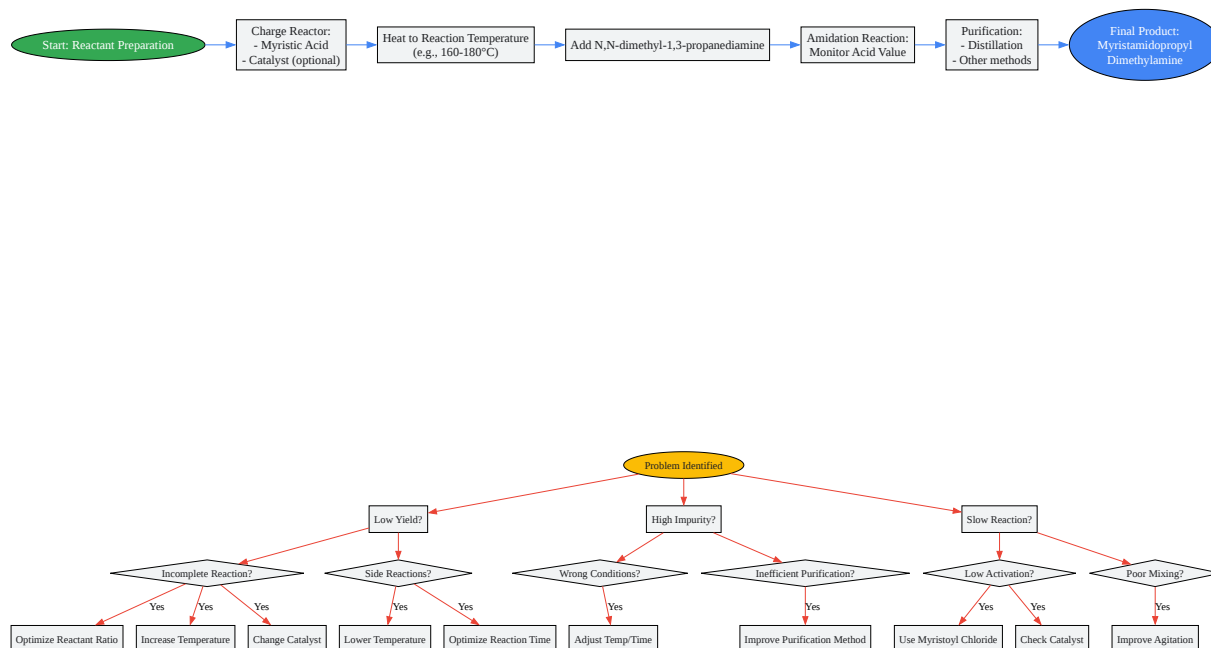 Start: Reactant Preparation
Charge Reactor:
- Myristic Acid
- Catalyst (optional)
Heat to Reaction Temperature
(e.g., 160-180°C)
Add N,N-dimethyl-1,3-propanediamine
Amidation Reaction:
Monitor Acid Value
Purification:
- Distillation
- Other methods
Final Product:
Myristamidopropyl
Dimethylamine
Problem Identified
Low Yield?
High Impurity?
Slow Reaction?
Incomplete Reaction?
Side Reactions?
Wrong Conditions?
Inefficient Purification?
Low Activation?
Poor Mixing?
Yes
Yes
Yes
Yes
Yes
Yes
Yes
Yes
Yes
Yes
Optimize Reactant Ratio
Increase Temperature
Change Catalyst
Lower Temperature
Optimize Reaction Time
Adjust Temp/Time
Improve Purification Method
Use Myristoyl Chloride
Check Catalyst
Improve Agitation